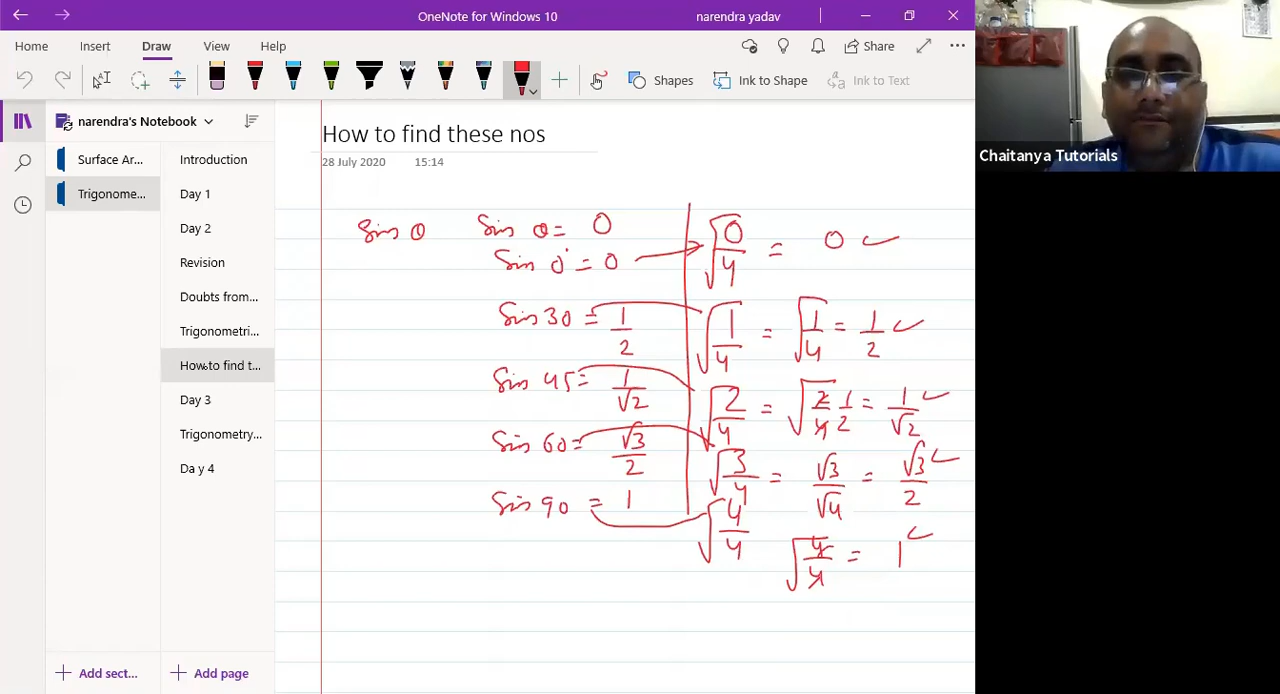 OneNote for Windows 10
narendra yadav
Home Insert Draw View Help
Share
Shapes
Ink to Shape
Ink to Text
narendra's Notebook
Surface Ar...
Trigonome...
Introduction
Day 1
Day 2
Revision
Doubts from...
Trigonometri...
How to find t...
Day 3
Trigonometry...
Da y 4
Add sect...
Add page
How to find these nos
28 July 2020 15:14
Sin θ Sin θ = 0
Sin 0° = 0 √(0/4) = 0 ✓
Sin 30 = 1/2 √(1/4) = √(1/4) = 1/2 ✓
Sin 45 = 1/√2 √(2/4) = √(2/4) 1/2 = 1/√2 ✓
Sin 60 = √3/2 √(3/4) = √3/√4 = √3/2 ✓
Sin 90 = 1 √(4/4)
√(4/4) = 1 ✓
Chaitanya Tutorials